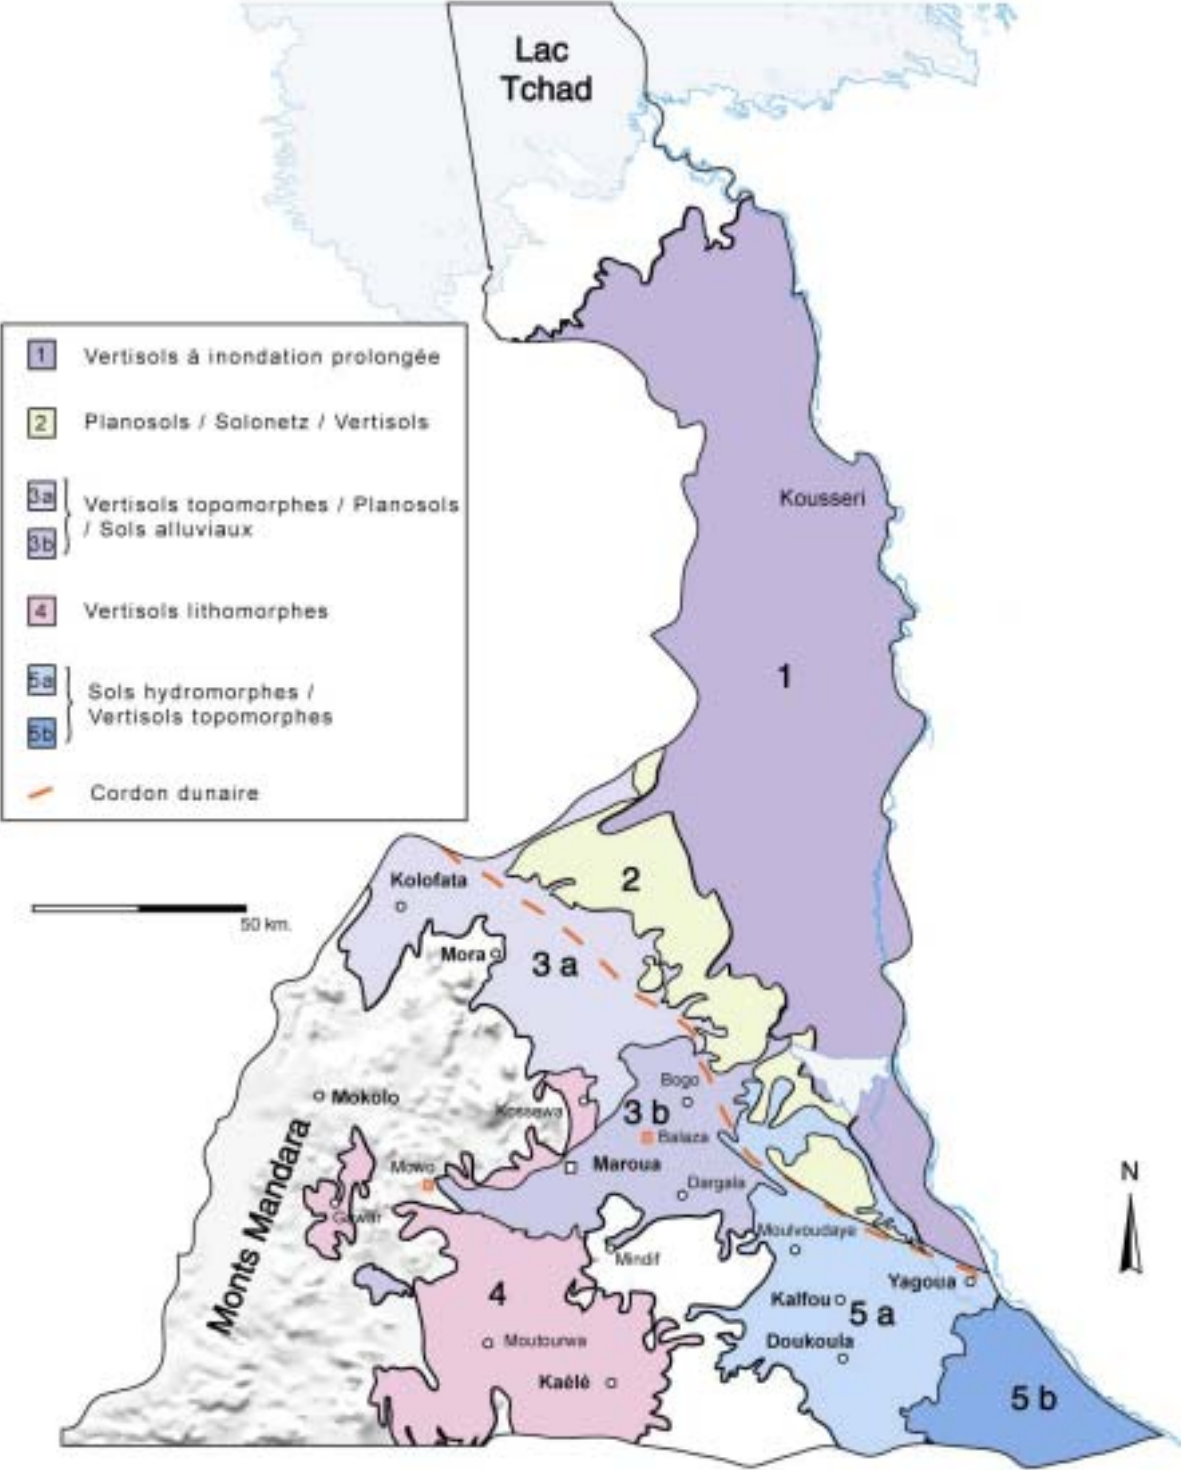 Lac
Tchad
1 Vertisols à inondation prolongée
2 Planosols / Solonetz / Vertisols
3a Vertisols topomorphes / Planosols
3b / Sols alluviaux
4 Vertisols lithomorphes
5a Sols hydromorphes /
5b Vertisols topomorphes
Cordon dunaire
Kousseri
1
50 km.
Kolofata
2
Mora
3 a
Mokolo
Kossewa
Bogo
3 b
Balaza
Maroua
Mowo
Dargala
Gawar
Monts Mandara
N
Mindif
Moulvoudaye
Yagoua
4
Kalfou
5 a
Moutourwa
Doukoula
Kaélé
5 b